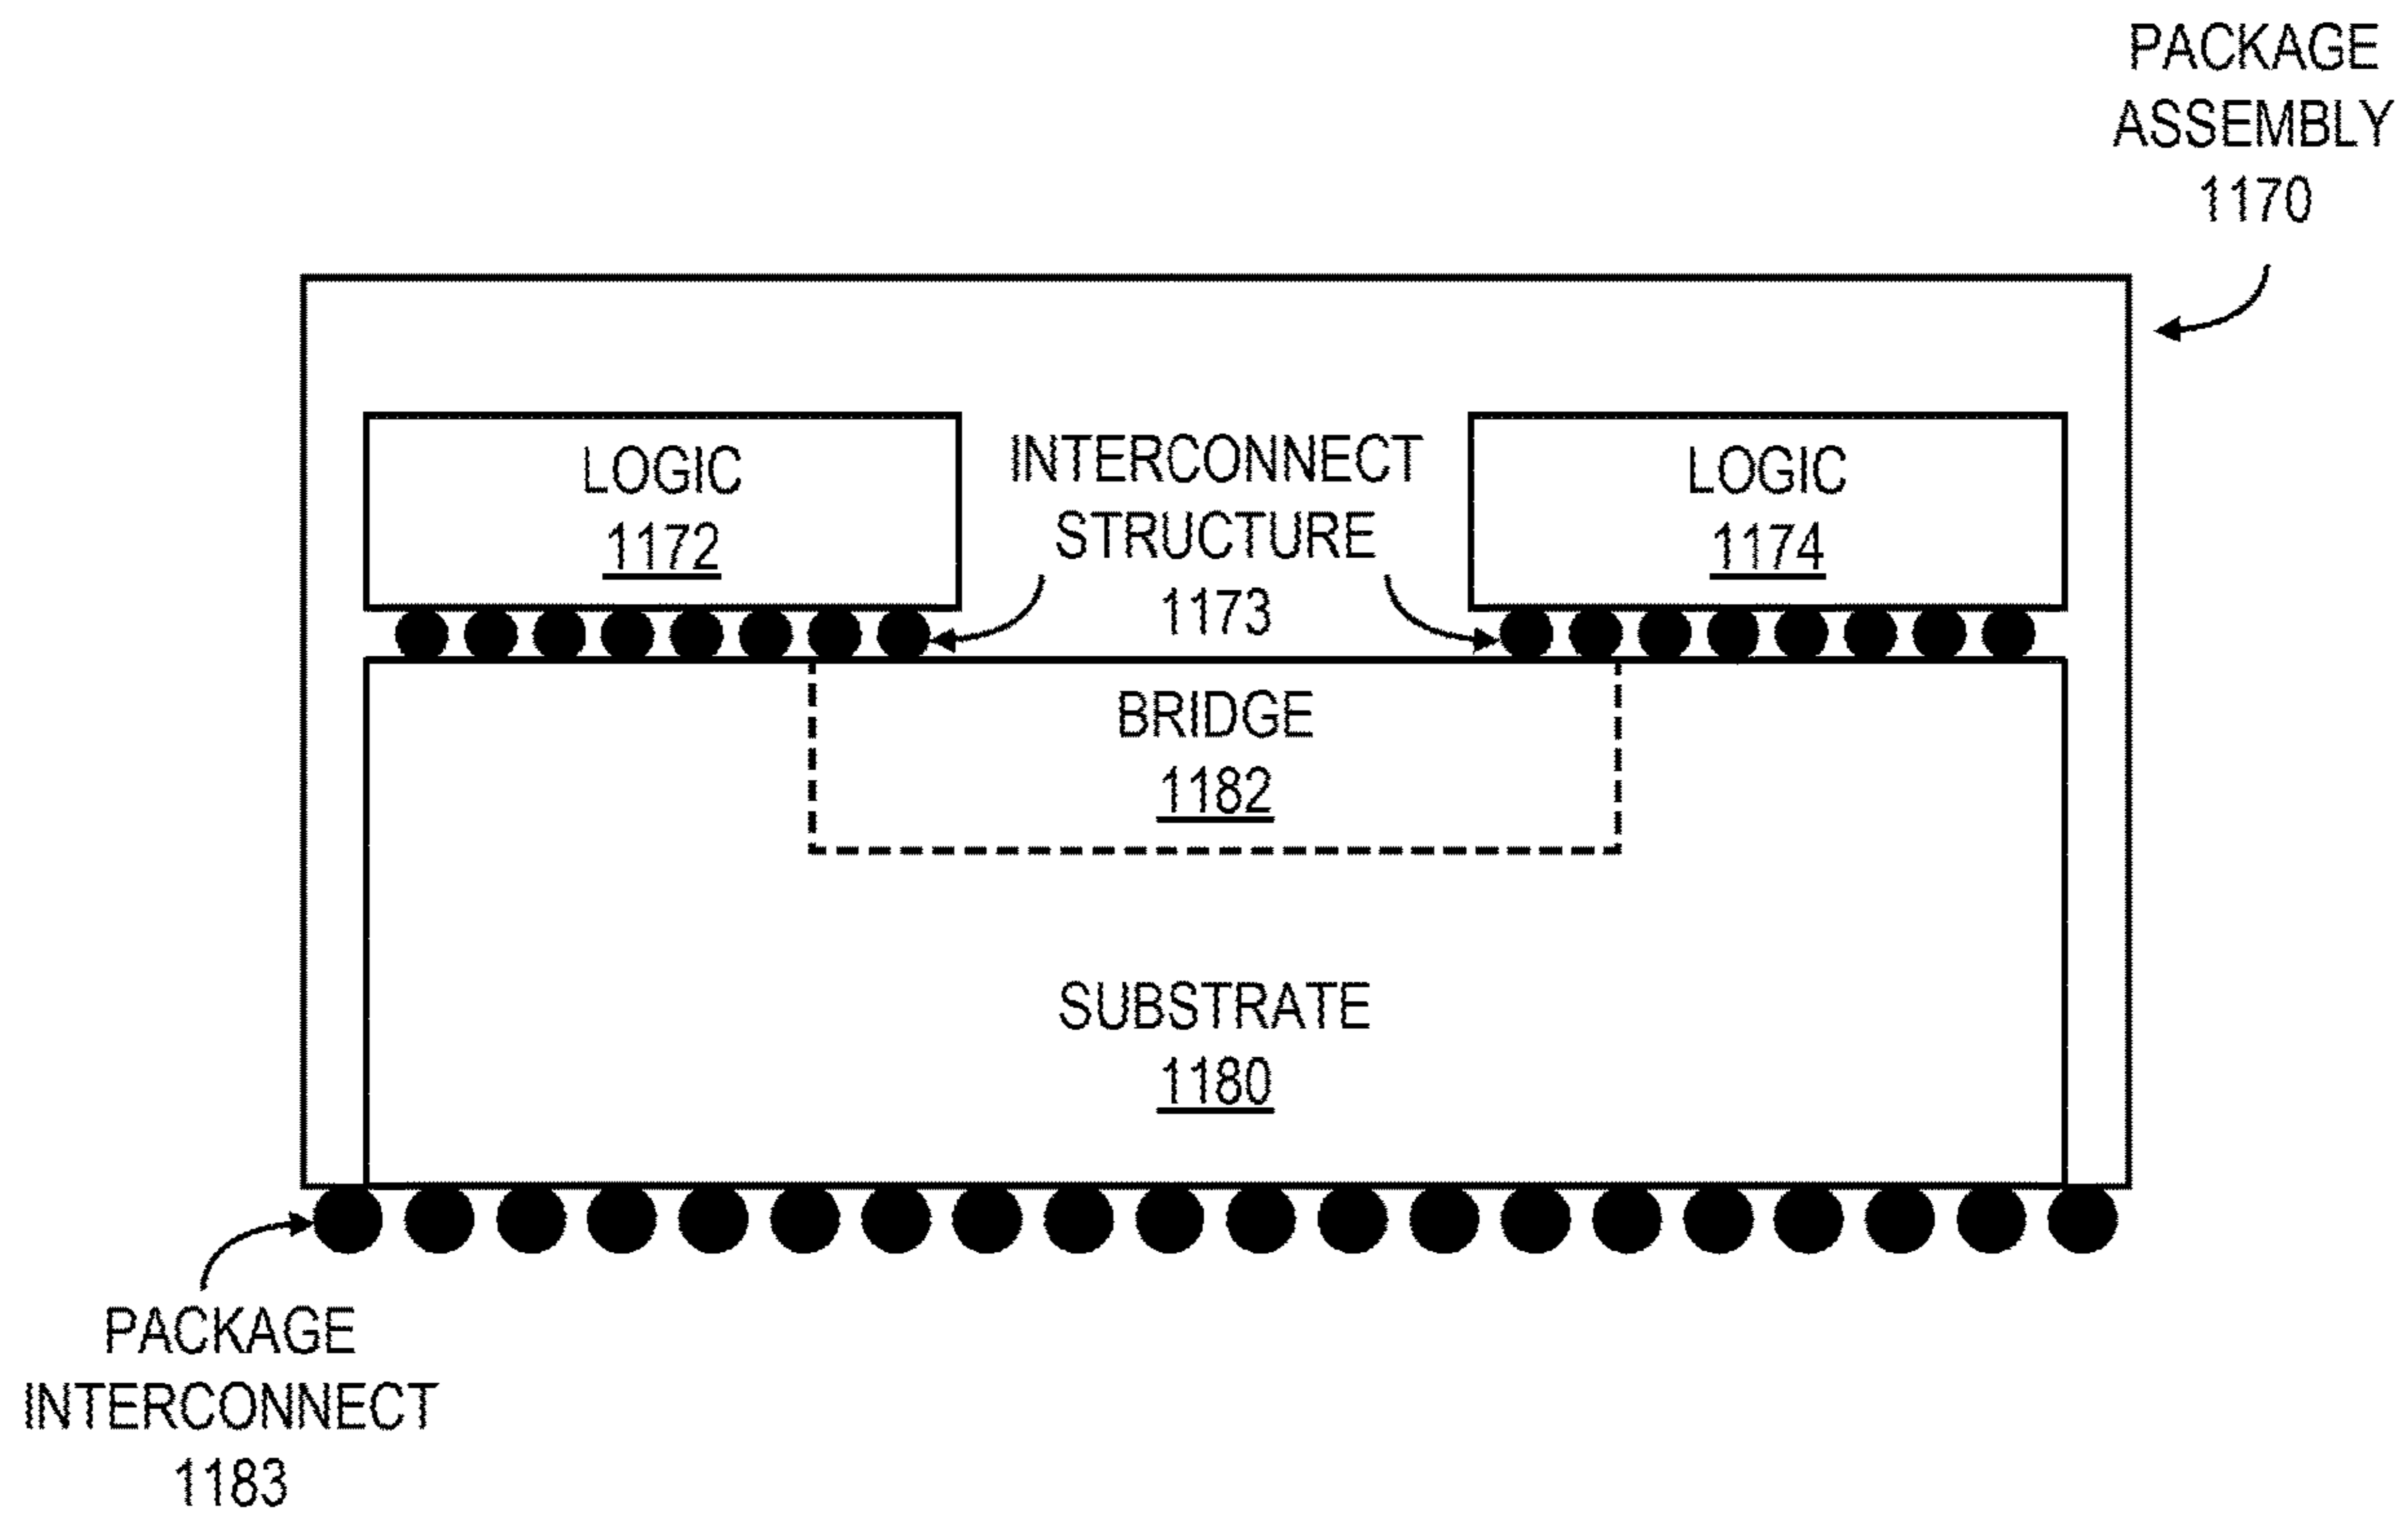 PACKAGE
ASSEMBLY
1170
LOGIC
1172
INTERCONNECT
STRUCTURE
1173
LOGIC
1174
BRIDGE
1182
SUBSTRATE
1180
PACKAGE
INTERCONNECT
1183